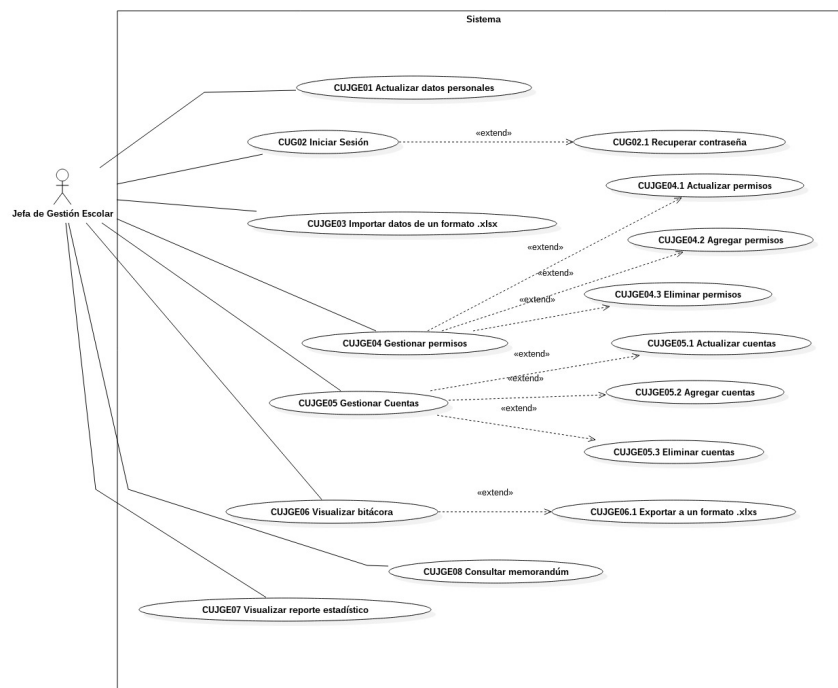 Sistema
CUJGE01 Actualizar datos personales
CUG02 Iniciar Sesión
«extend»
CUG02.1 Recuperar contraseña
Jefa de Gestión Escolar
CUJGE03 Importar datos de un formato .xlsx
CUJGE04.1 Actualizar permisos
«extend»
CUJGE04.2 Agregar permisos
«extend»
CUJGE04.3 Eliminar permisos
«extend»
CUJGE04 Gestionar permisos
CUJGE05.1 Actualizar cuentas
«extend»
CUJGE05 Gestionar Cuentas
«extend»
CUJGE05.2 Agregar cuentas
«extend»
CUJGE05.3 Eliminar cuentas
CUJGE06 Visualizar bitácora
«extend»
CUJGE06.1 Exportar a un formato .xlxs
CUJGE08 Consultar memorandúm
CUJGE07 Visualizar reporte estadístico